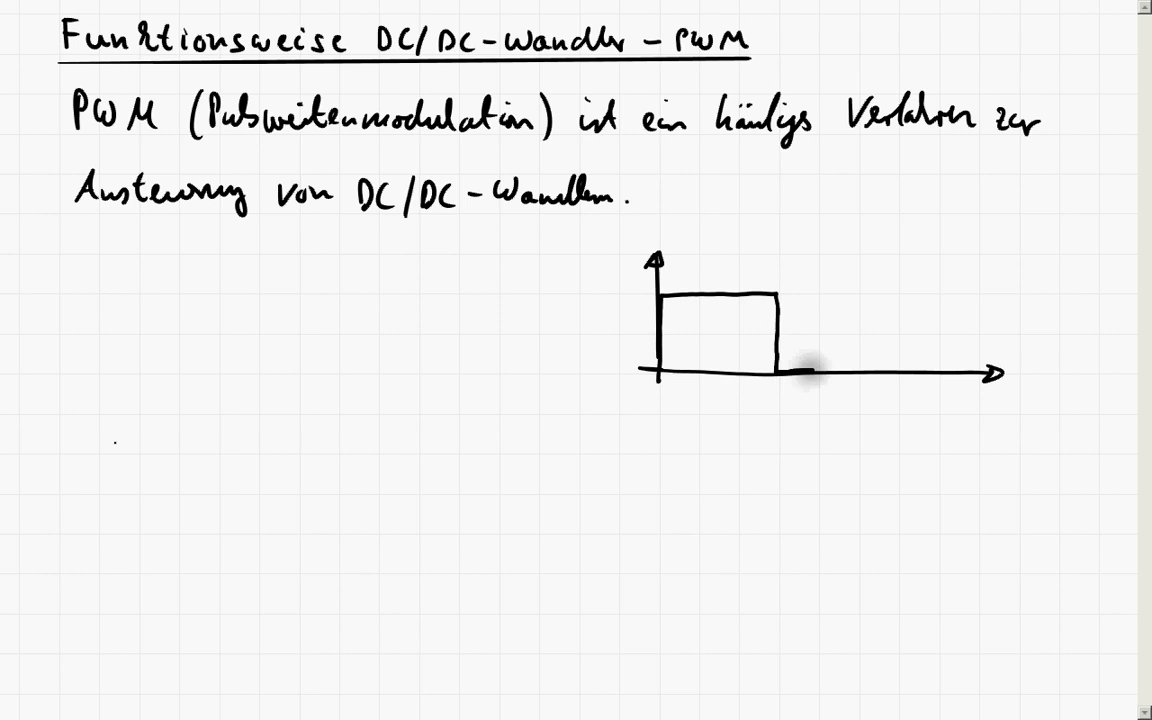 Funktionsweise DC/DC-Wandler - PWM
PWM (Pulsweitenmodulation) ist ein häufiges Verfahren zur
Ansteuerung von DC/DC-Wandlern.